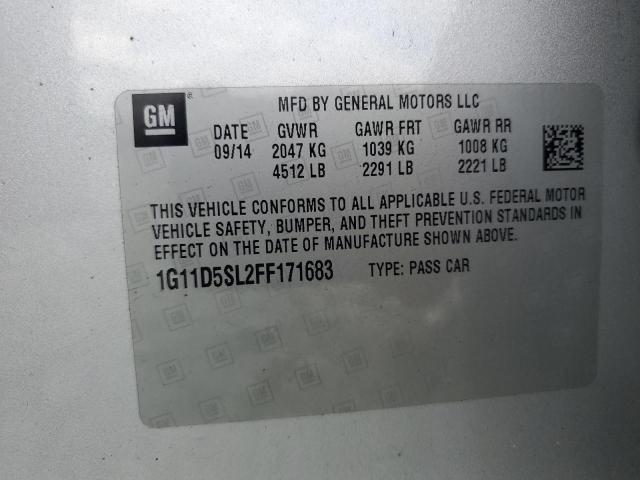 GM
MFD BY GENERAL MOTORS LLC
DATE GVWR GAWR FRT GAWR RR
09/14 2047 KG 1039 KG 1008 KG
4512 LB 2291 LB 2221 LB
THIS VEHICLE CONFORMS TO ALL APPLICABLE U.S. FEDERAL MOTOR
VEHICLE SAFETY, BUMPER, AND THEFT PREVENTION STANDARDS IN
EFFECT ON THE DATE OF MANUFACTURE SHOWN ABOVE.
1G11D5SL2FF171683 TYPE: PASS CAR